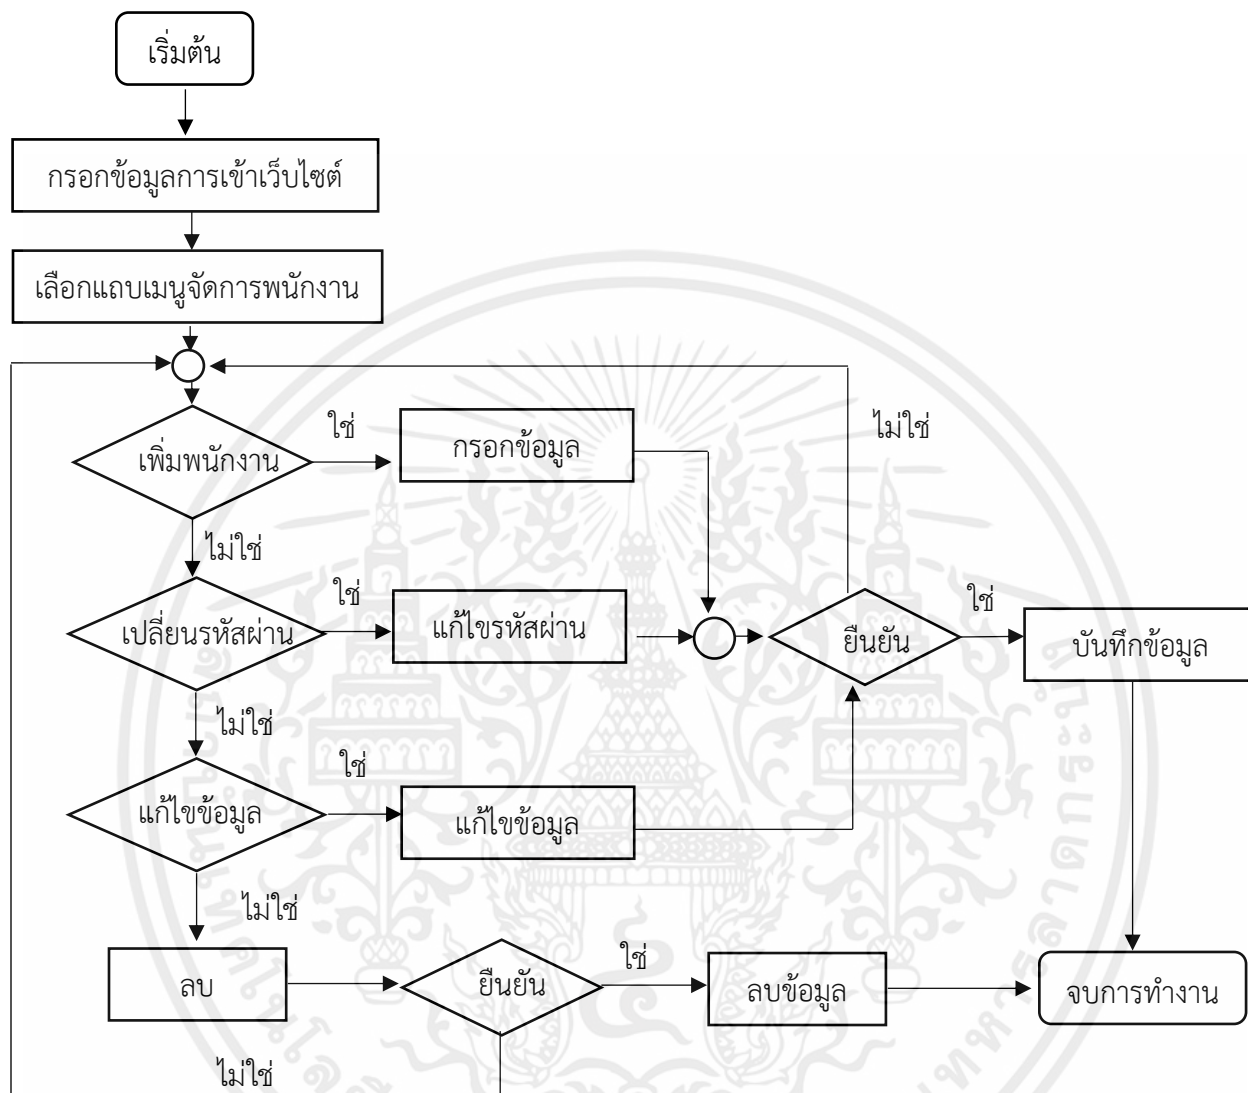 เริ่มต้น
กรอกข้อมูลการเข้าเว็บไซต์
เลือกแถบเมนูจัดการพนักงาน
เพิ่มพนักงาน
ใช่
กรอกข้อมูล
ไม่ใช่
ไม่ใช่
เปลี่ยนรหัสผ่าน
ใช่
แก้ไขรหัสผ่าน
ยืนยัน
ใช่
บันทึกข้อมูล
ไม่ใช่
แก้ไขข้อมูล
ใช่
แก้ไขข้อมูล
ไม่ใช่
ลบ
ยืนยัน
ใช่
ลบข้อมูล
จบการทำงาน
ไม่ใช่